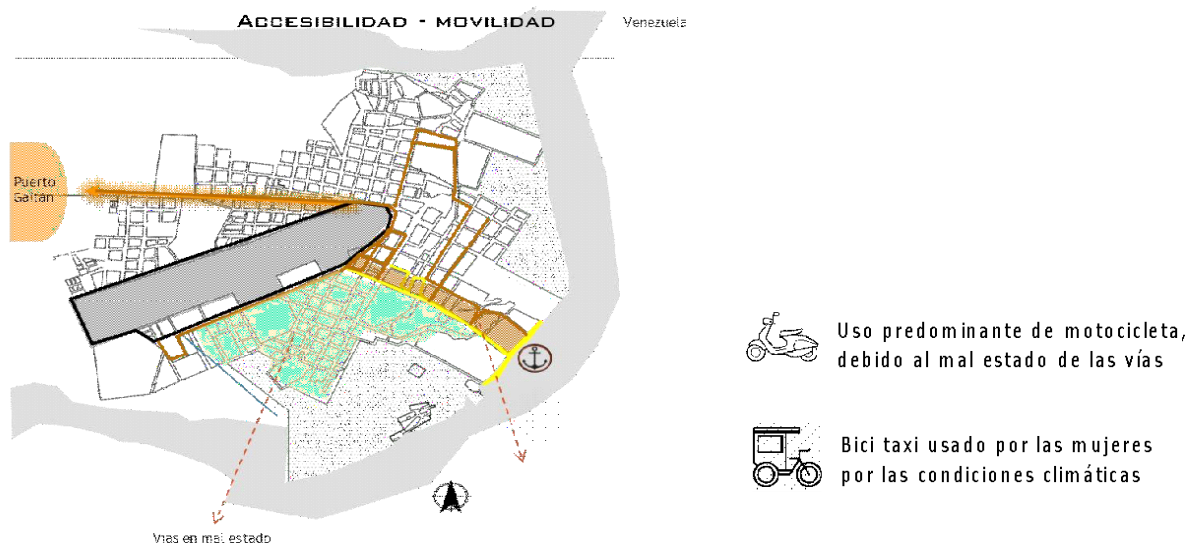 ACCESIBILIDAD - MOVILIDAD
Venezuela
Puerto
Gaitán
Uso predominante de motocicleta,
debido al mal estado de las vías
Bici taxi usado por las mujeres
por las condiciones climáticas
Vías en mal estado